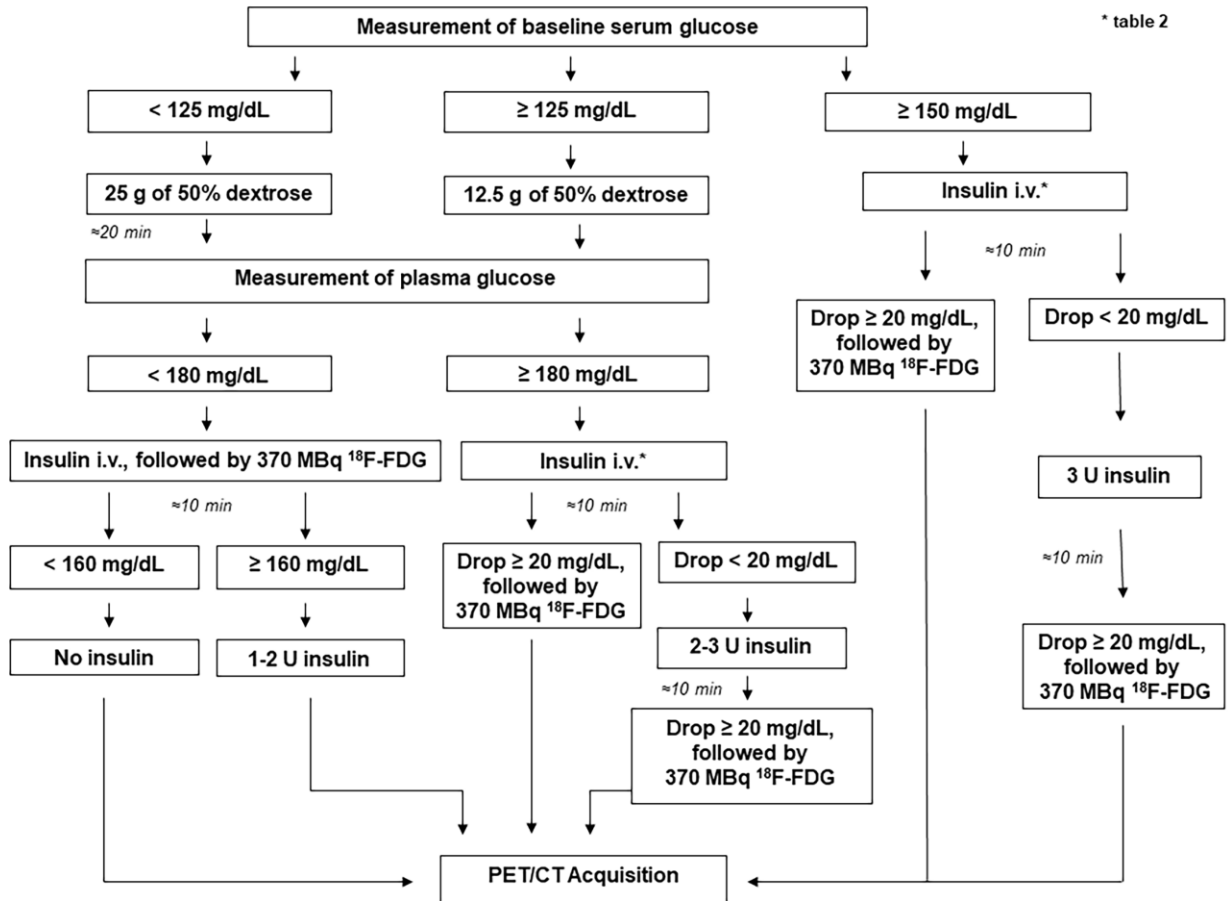 Measurement of baseline serum glucose
* table 2
< 125 mg/dL
≥ 125 mg/dL
≥ 150 mg/dL
25 g of 50% dextrose
12.5 g of 50% dextrose
Insulin i.v.*
≈20 min
≈10 min
Measurement of plasma glucose
Drop ≥ 20 mg/dL,
followed by
370 MBq ¹⁸F-FDG
Drop < 20 mg/dL
< 180 mg/dL
≥ 180 mg/dL
Insulin i.v., followed by 370 MBq ¹⁸F-FDG
Insulin i.v.*
3 U insulin
≈10 min
≈10 min
≈10 min
< 160 mg/dL
≥ 160 mg/dL
Drop ≥ 20 mg/dL,
followed by
370 MBq ¹⁸F-FDG
Drop < 20 mg/dL
No insulin
1-2 U insulin
2-3 U insulin
≈10 min
Drop ≥ 20 mg/dL,
followed by
370 MBq ¹⁸F-FDG
Drop ≥ 20 mg/dL,
followed by
370 MBq ¹⁸F-FDG
PET/CT Acquisition